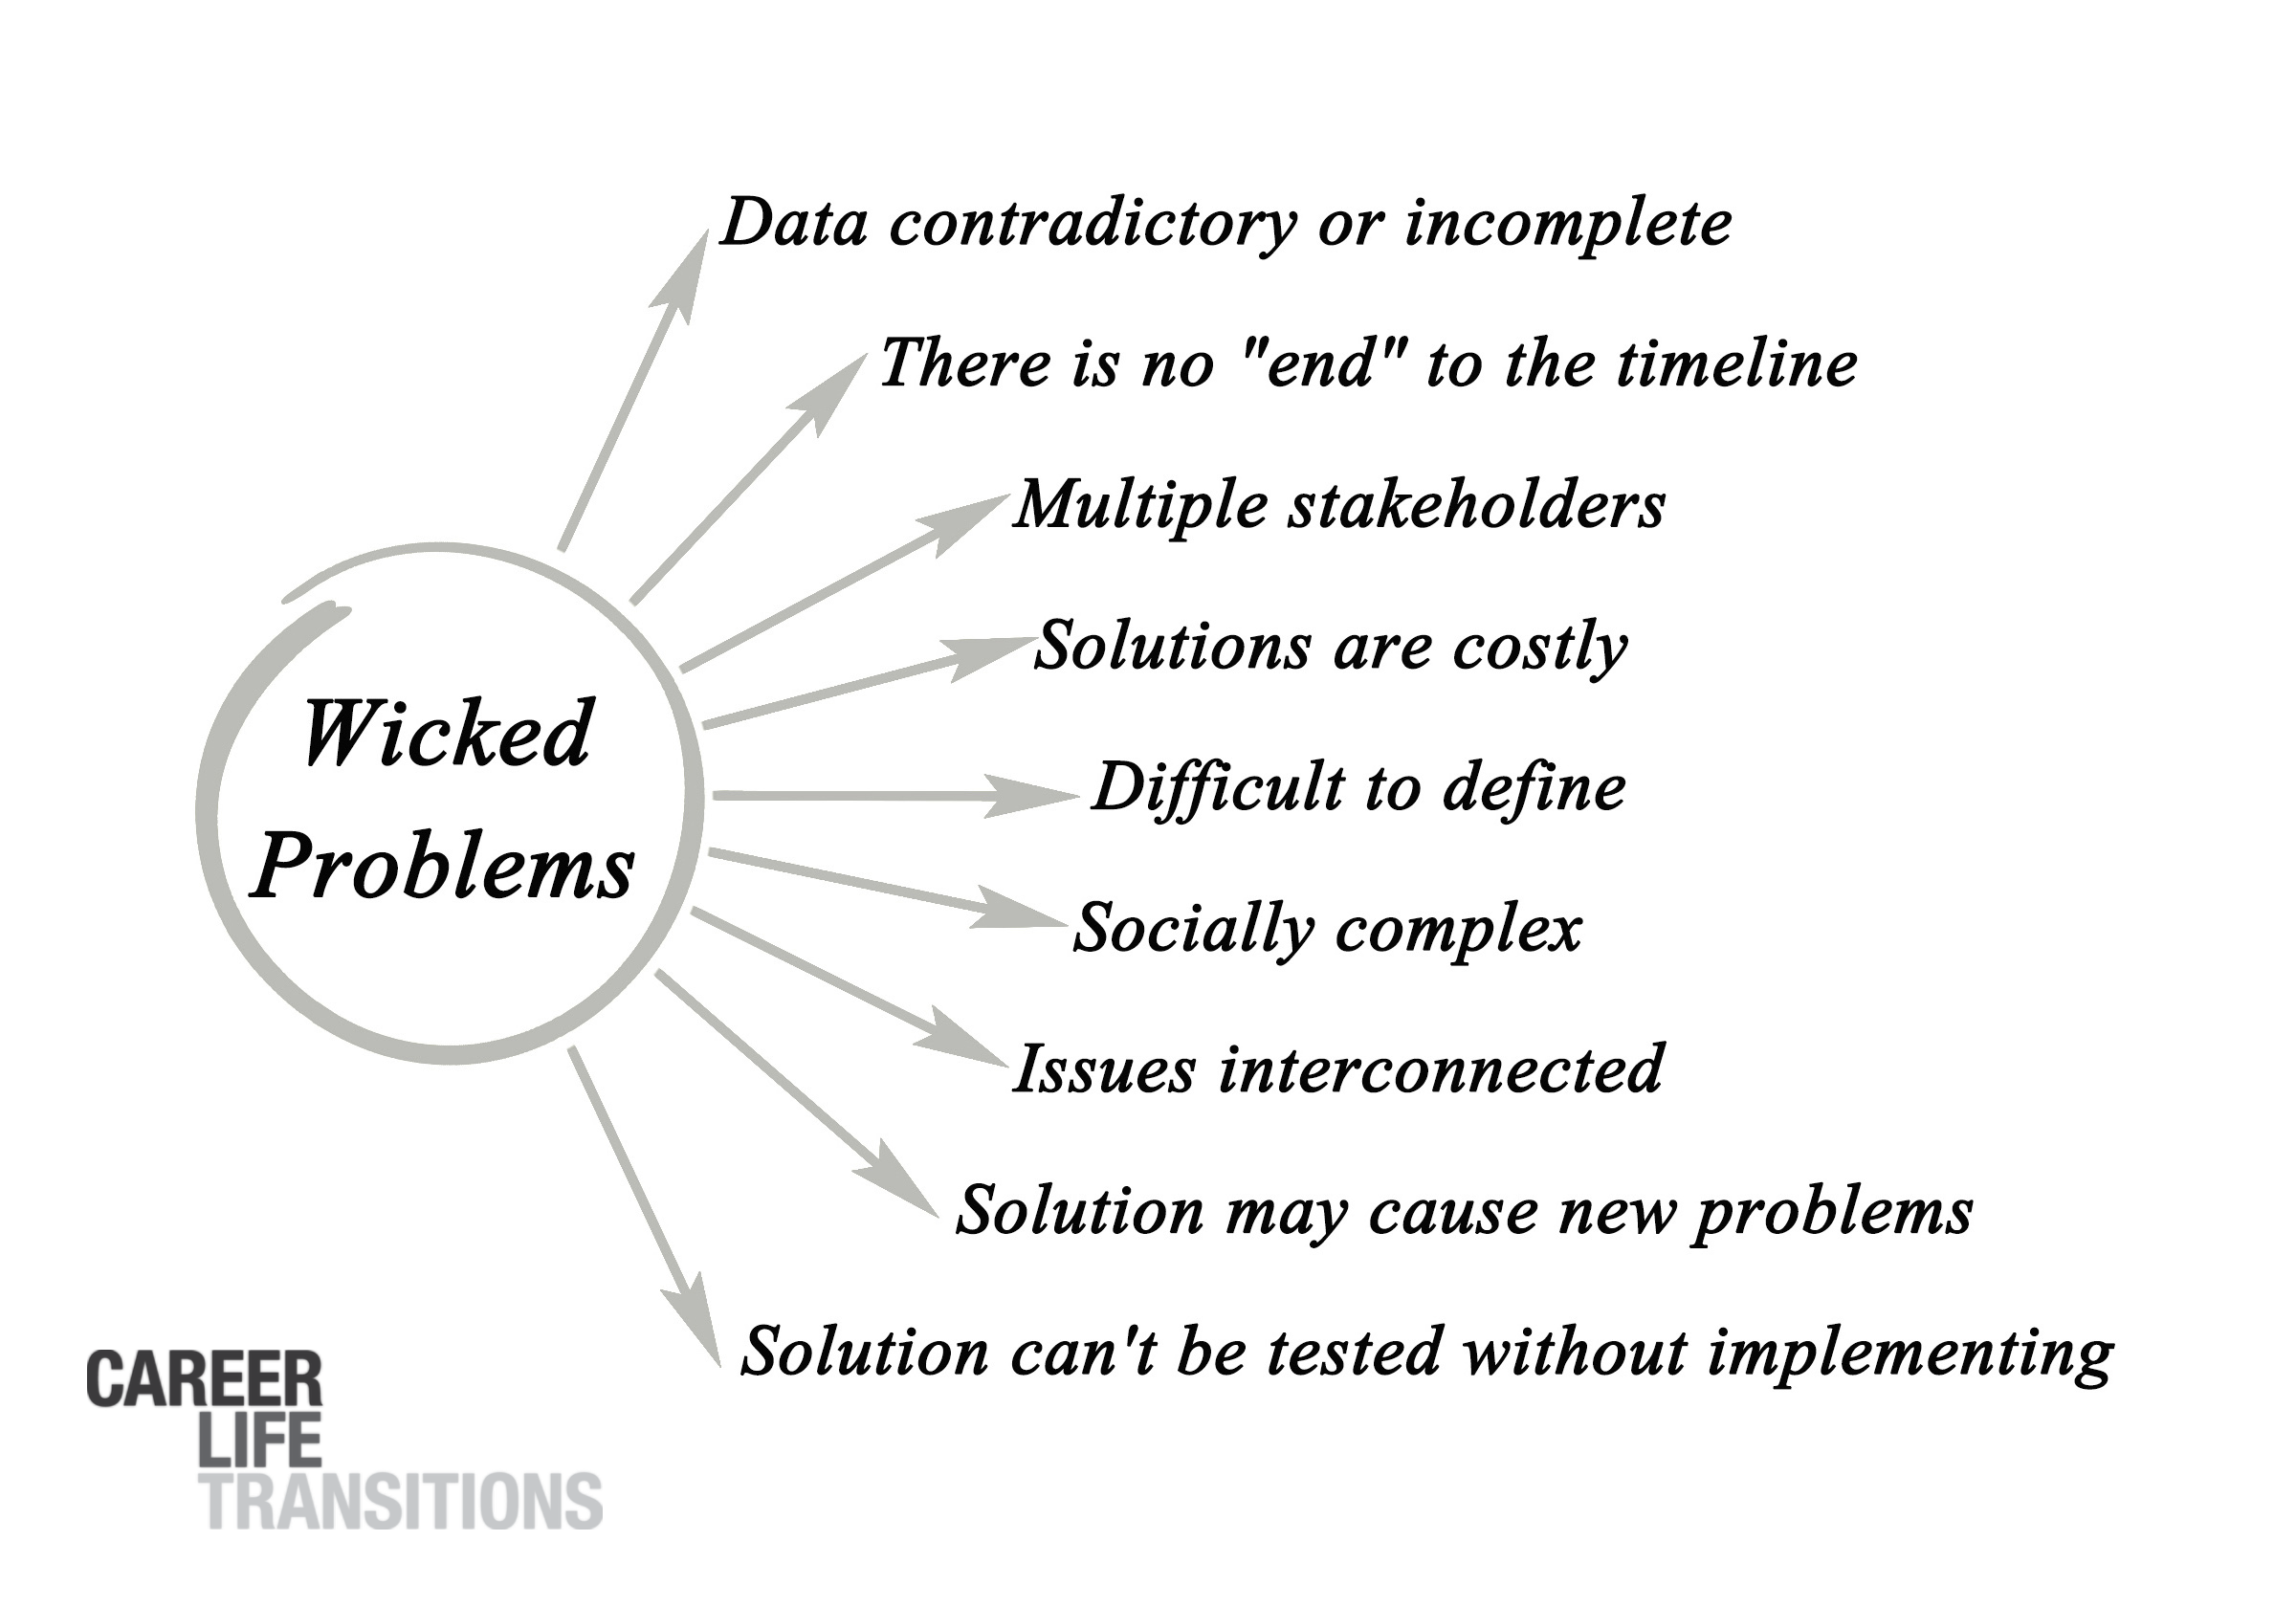 Data contradictory or incomplete
There is no "end" to the timeline
Multiple stakeholders
Solutions are costly
Wicked
Problems
Difficult to define
Socially complex
Issues interconnected
Solution may cause new problems
Solution can't be tested without implementing
CAREER
LIFE
TRANSITIONS